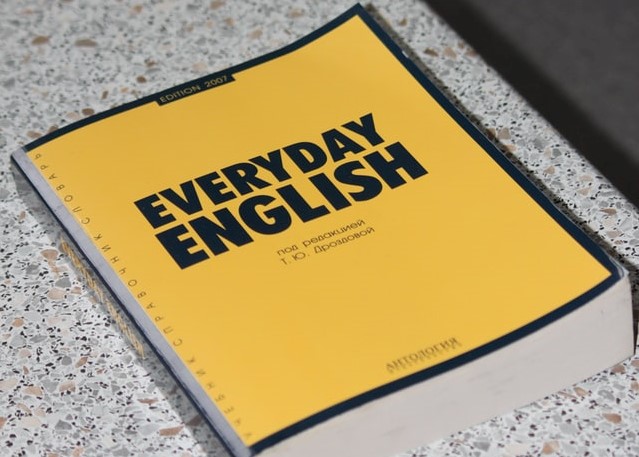 EDITION 2007
EVERYDAY
ENGLISH
под редакцией
Т. Ю. Дроздовой
АНТОЛОГИЯ
УЧЕБНИК СПРАВОЧНИК СЛОВАРЬ